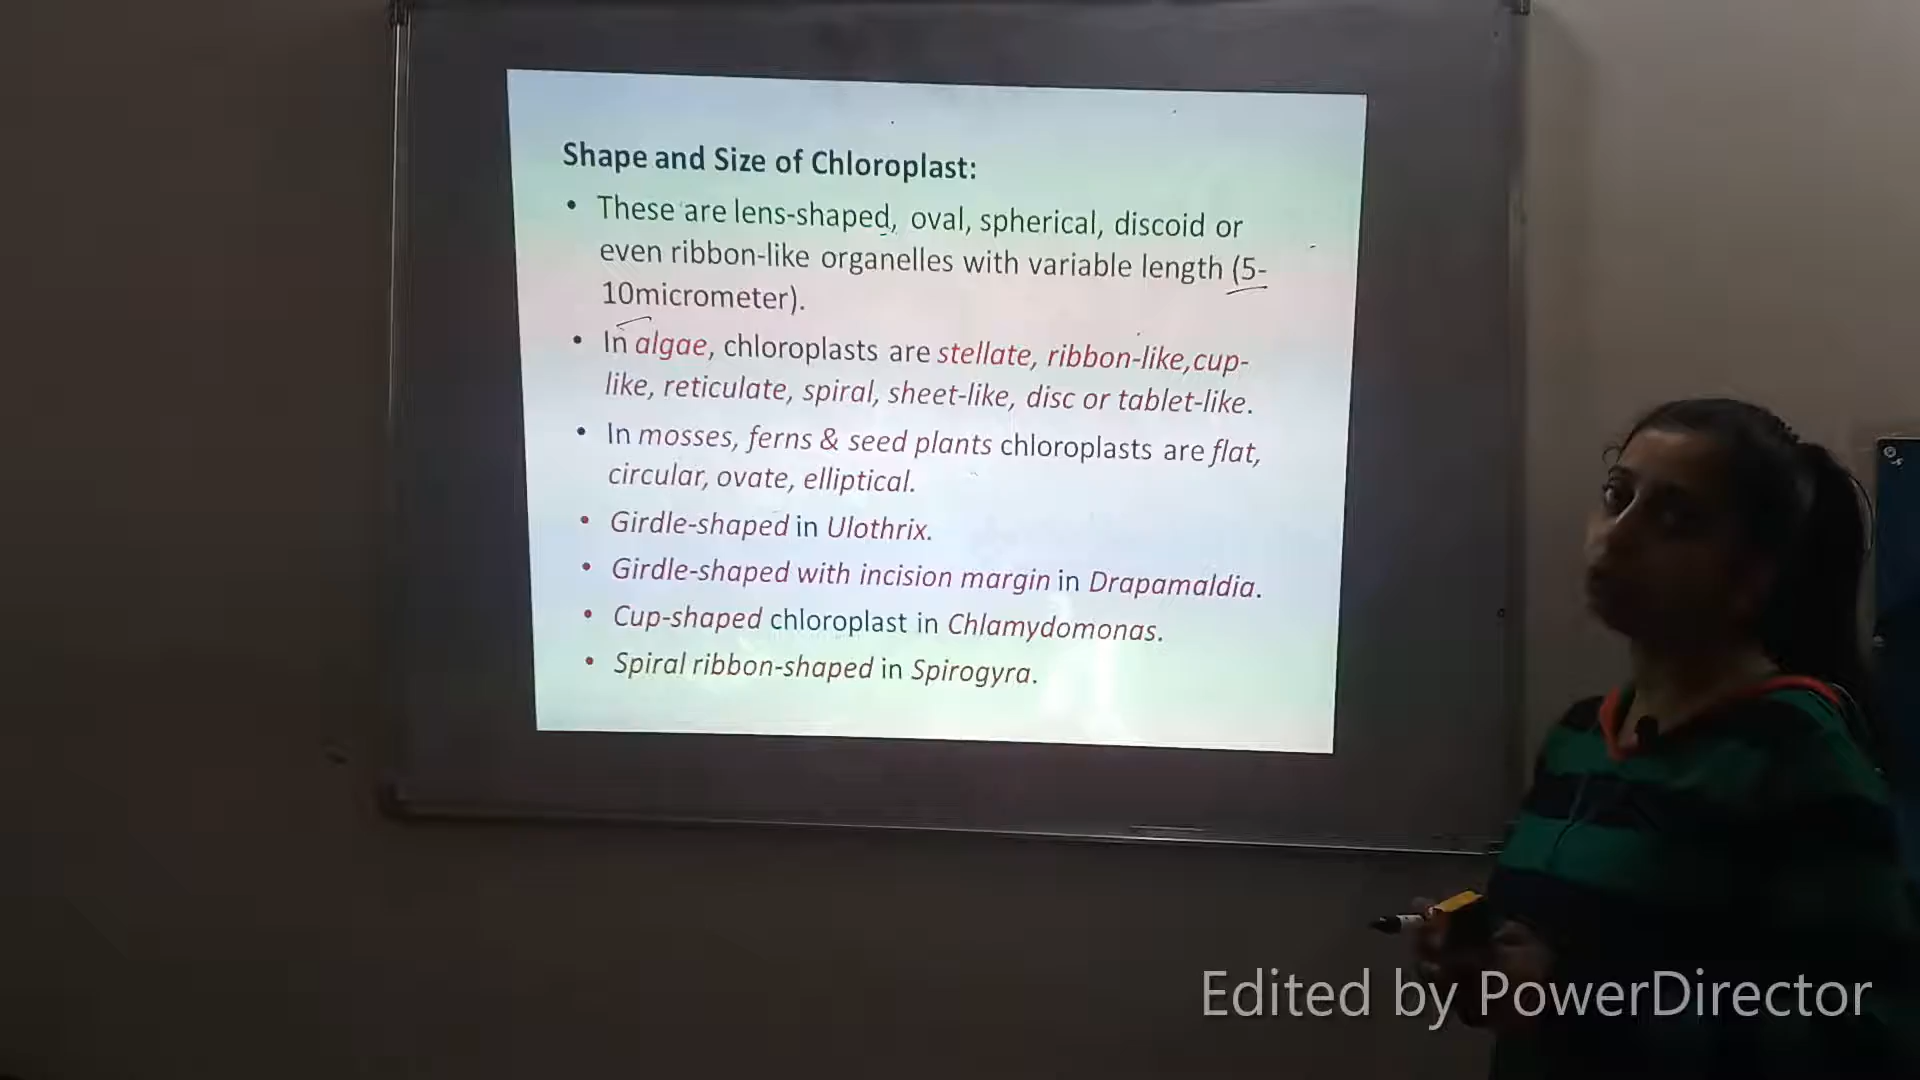 Shape and Size of Chloroplast:
• These are lens-shaped, oval, spherical, discoid or
even ribbon-like organelles with variable length (5-
10micrometer).
• In algae, chloroplasts are stellate, ribbon-like,cup-
like, reticulate, spiral, sheet-like, disc or tablet-like.
• In mosses, ferns & seed plants chloroplasts are flat,
circular, ovate, elliptical.
• Girdle-shaped in Ulothrix.
• Girdle-shaped with incision margin in Drapamaldia.
• Cup-shaped chloroplast in Chlamydomonas.
• Spiral ribbon-shaped in Spirogyra.
Edited by PowerDirector